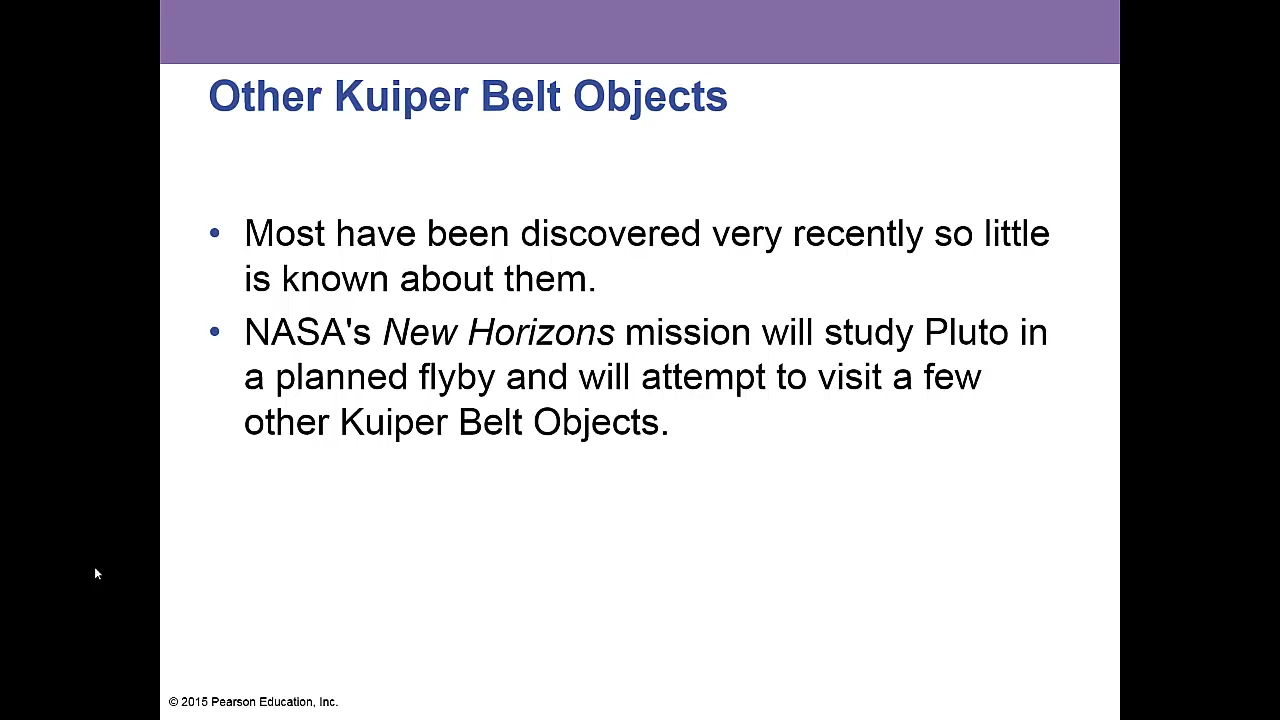 Other Kuiper Belt Objects
• Most have been discovered very recently so little
is known about them.
• NASA's New Horizons mission will study Pluto in
a planned flyby and will attempt to visit a few
other Kuiper Belt Objects.
© 2015 Pearson Education, Inc.